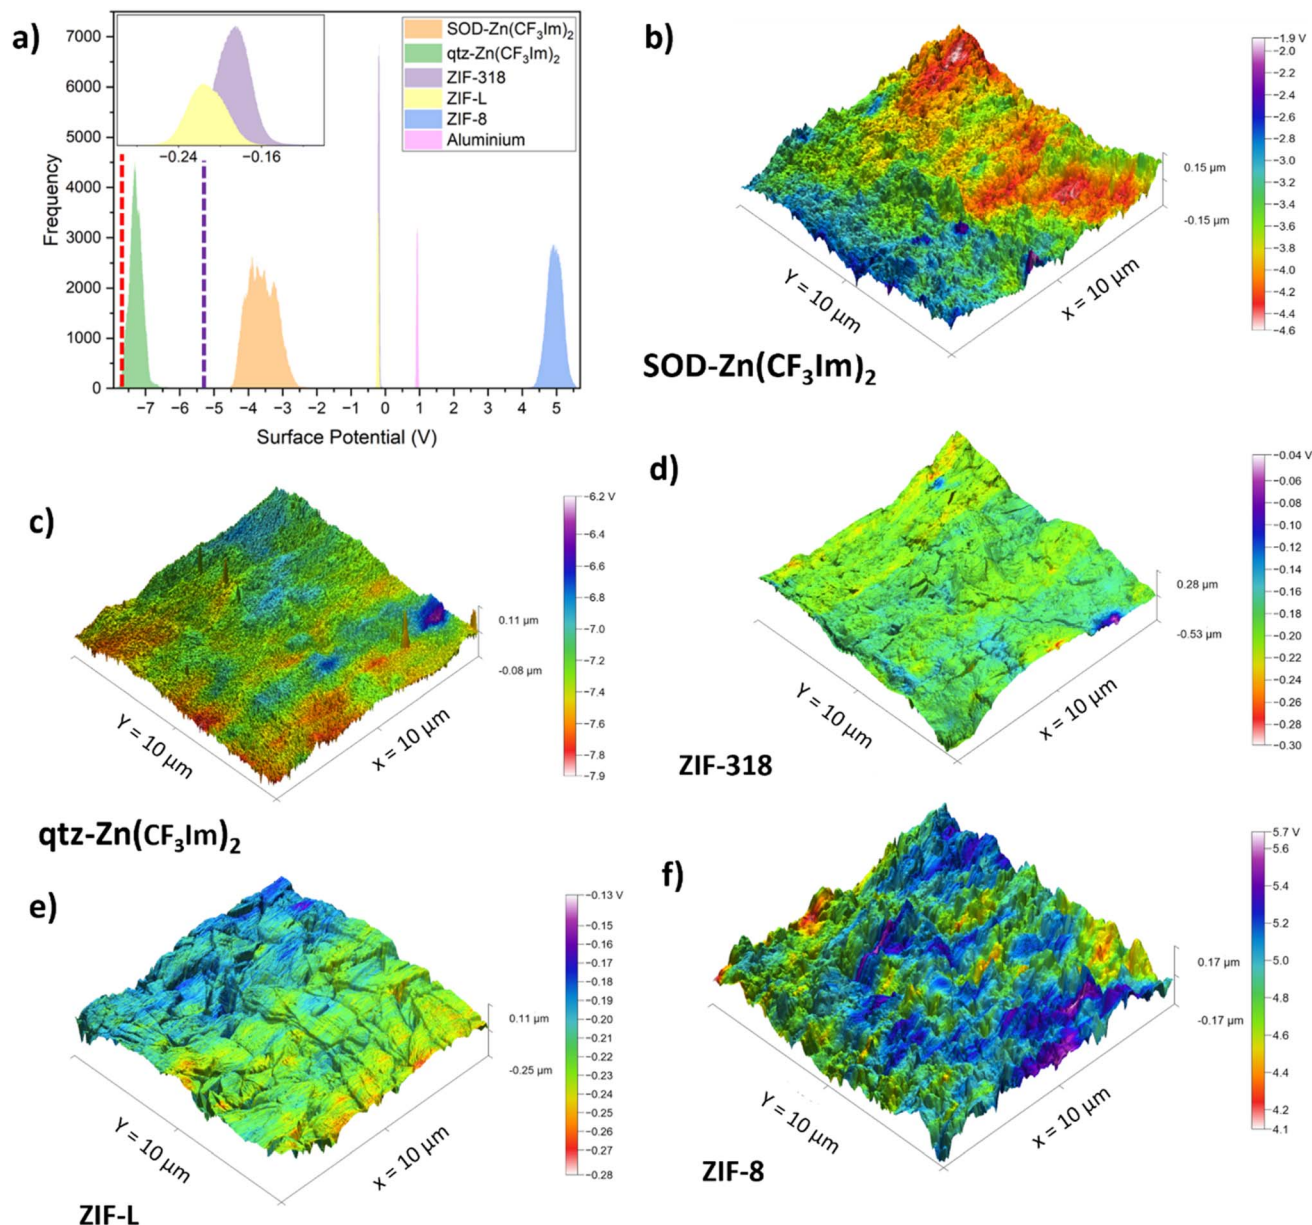 a)
7000
6000
5000
4000
3000
2000
1000
0
Frequency
−0.24 −0.16
SOD-Zn(CF₃Im)₂
qtz-Zn(CF₃Im)₂
ZIF-318
ZIF-L
ZIF-8
Aluminium
−7 −6 −5 −4 −3 −2 −1 0 1 2 3 4 5
Surface Potential (V)
b)
−1.9 V
−2.0
−2.2
−2.4
−2.6
−2.8
−3.0
−3.2
−3.4
−3.6
−3.8
−4.0
−4.2
−4.4
−4.6
0.15 µm
−0.15 µm
Y = 10 µm
x = 10 µm
SOD-Zn(CF₃Im)₂
c)
−6.2 V
−6.4
−6.6
−6.8
−7.0
−7.2
−7.4
−7.6
−7.8
−7.9
0.11 µm
−0.08 µm
Y = 10 µm
x = 10 µm
qtz-Zn(CF₃Im)₂
d)
−0.04 V
−0.06
−0.08
−0.10
−0.12
−0.14
−0.16
−0.18
−0.20
−0.22
−0.24
−0.26
−0.28
−0.30
0.28 µm
−0.53 µm
Y = 10 µm
x = 10 µm
ZIF-318
e)
−0.13 V
−0.15
−0.16
−0.17
−0.18
−0.19
−0.20
−0.21
−0.22
−0.23
−0.24
−0.25
−0.26
−0.27
−0.28
0.11 µm
−0.25 µm
Y = 10 µm
x = 10 µm
ZIF-L
f)
5.7 V
5.6
5.4
5.2
5.0
4.8
4.6
4.4
4.2
4.1
0.17 µm
−0.17 µm
Y = 10 µm
x = 10 µm
ZIF-8